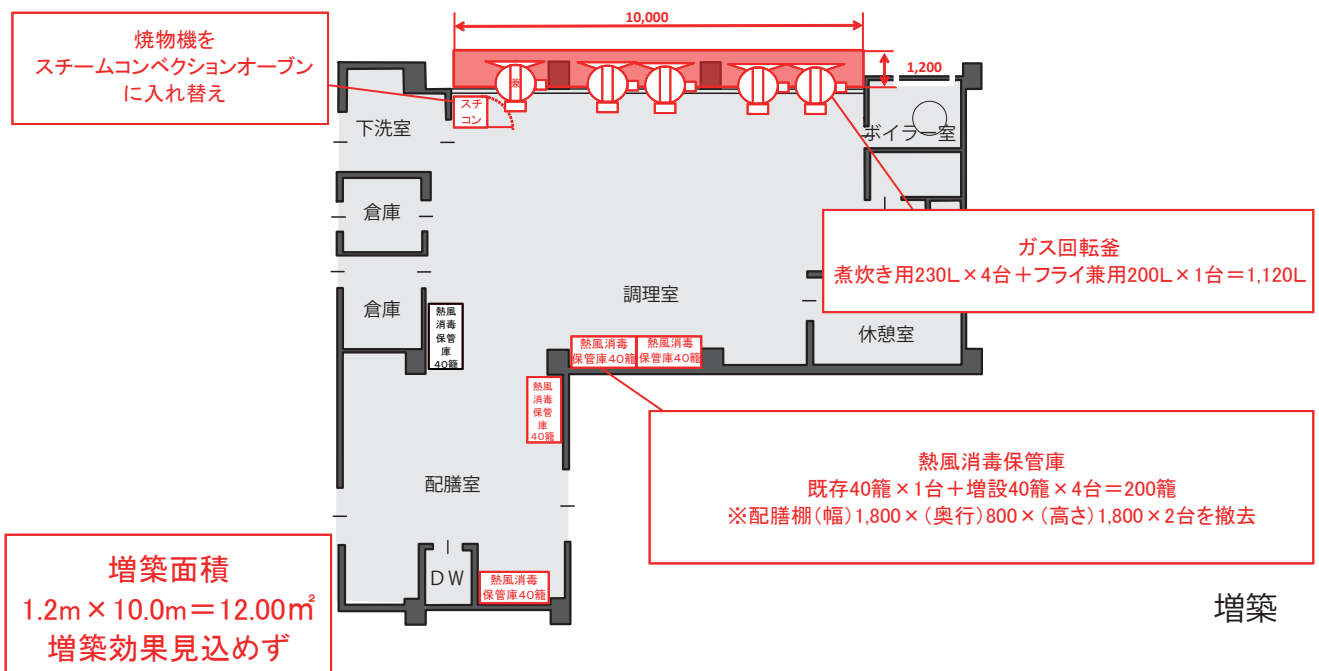 10,000
焼物機を
スチームコンベクションオーブン
に入れ替え
1,200
兼
スチ
コン
下洗室
ボイラー室
倉庫
ガス回転釜
煮炊き用230L×4台+フライ兼用200L×1台=1,120L
調理室
倉庫
休憩室
熱風
消毒
保管
庫
40籠
熱風消毒
保管庫40籠
熱風消毒
保管庫40籠
熱風
消毒
保管
庫
40籠
熱風消毒保管庫
既存40籠×1台+増設40籠×4台=200籠
※配膳棚(幅)1,800×(奥行)800×(高さ)1,800×2台を撤去
配膳室
増築面積
1.2m×10.0m=12.00㎡
増築効果見込めず
DW
熱風消毒
保管庫40籠
増築